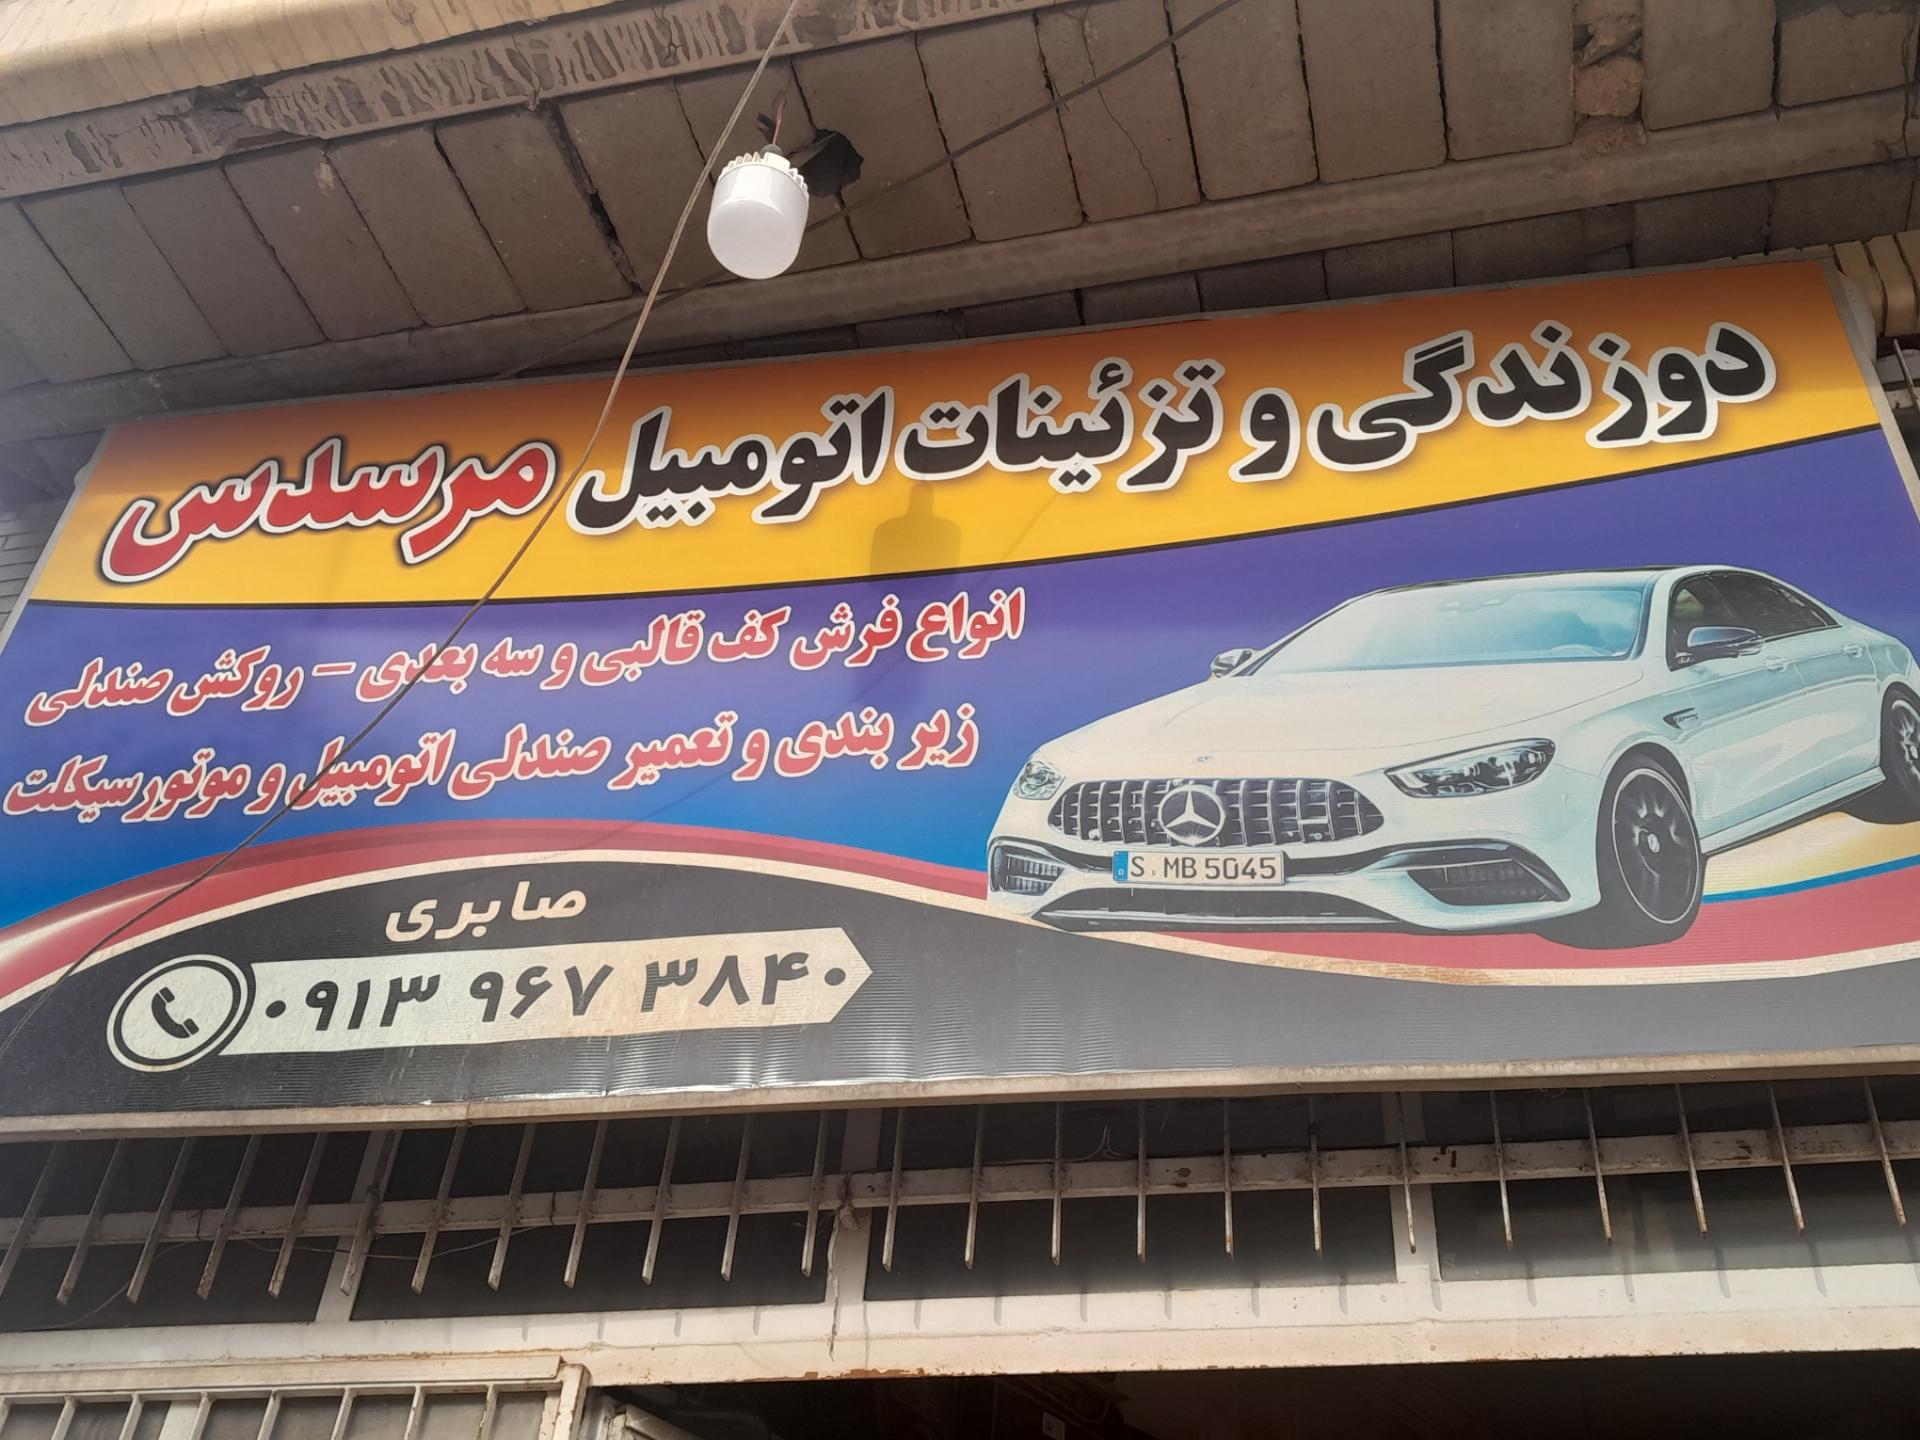 دوزندگی و تزئینات اتومبیل مرسدس
انواع فرش کف قالبی و سه بعدی - روکش صندلی
زیر بندی و تعمیر صندلی اتومبیل و موتورسیکلت
S MB 5045
صابری
۰۹۱۳ ۹۶۷ ۳۸۴۰